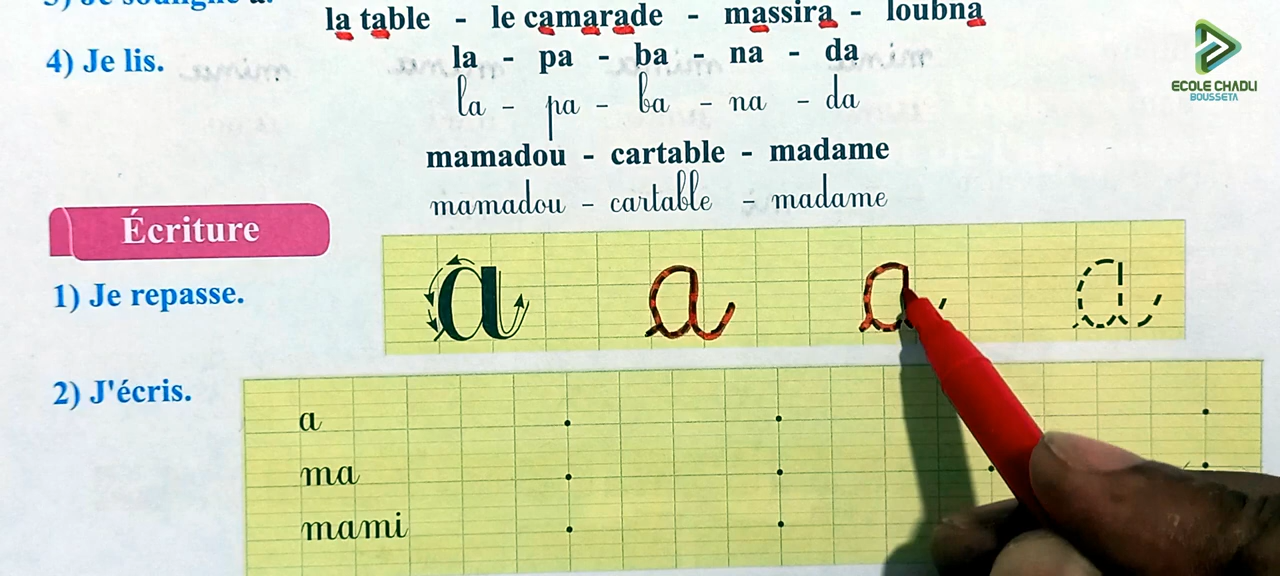 la table - le camarade - massira - loubna
4) Je lis.
la - pa - ba - na - da
la - pa - ba - na - da
mamadou - cartable - madame
mamadou - cartable - madame
Écriture
1) Je repasse.
a a a a
2) J'écris.
a
ma
mami
ECOLE CHADLI
BOUSSETA